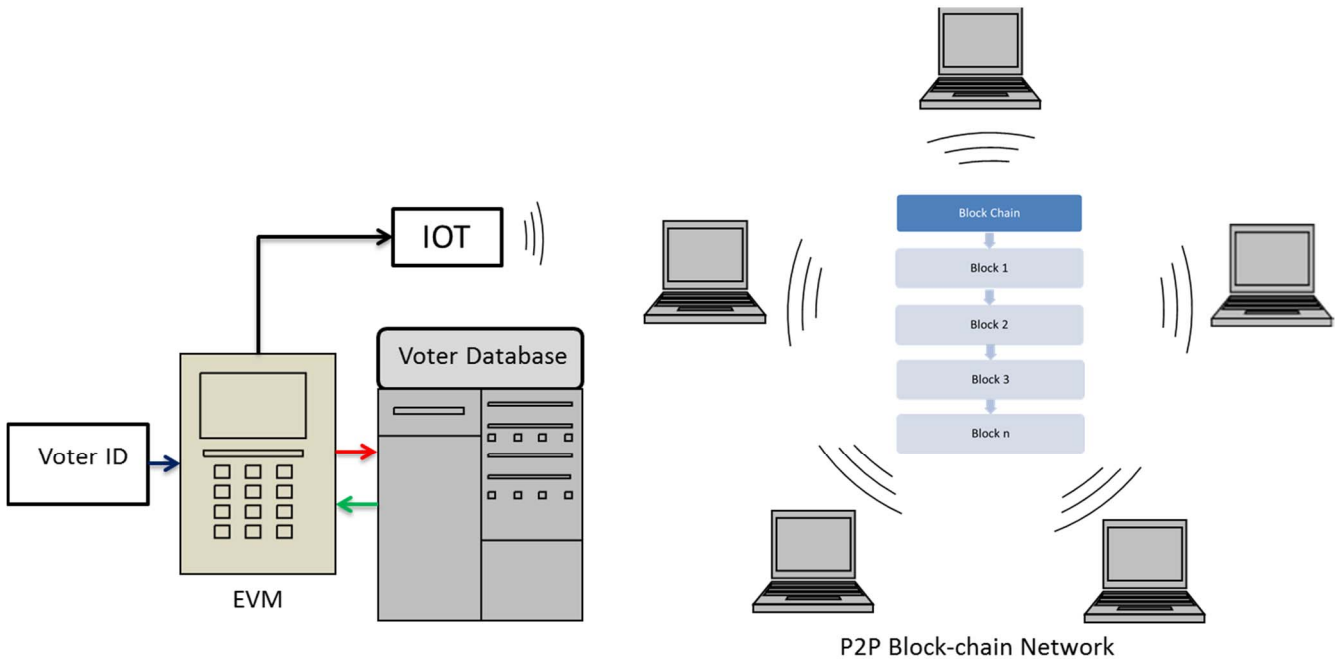 IOT
Voter Database
Voter ID
EVM
Block Chain
Block 1
Block 2
Block 3
Block n
P2P Block-chain Network